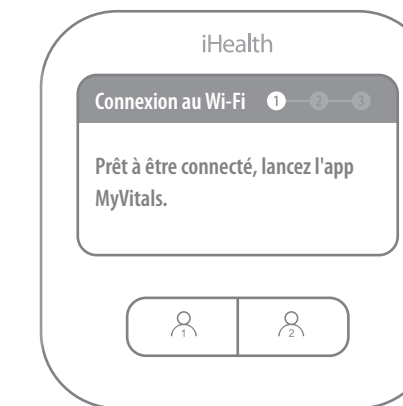 iHealth
Connexion au Wi-Fi 1 2 3
Prêt à être connecté, lancez l'app
MyVitals.
1 2